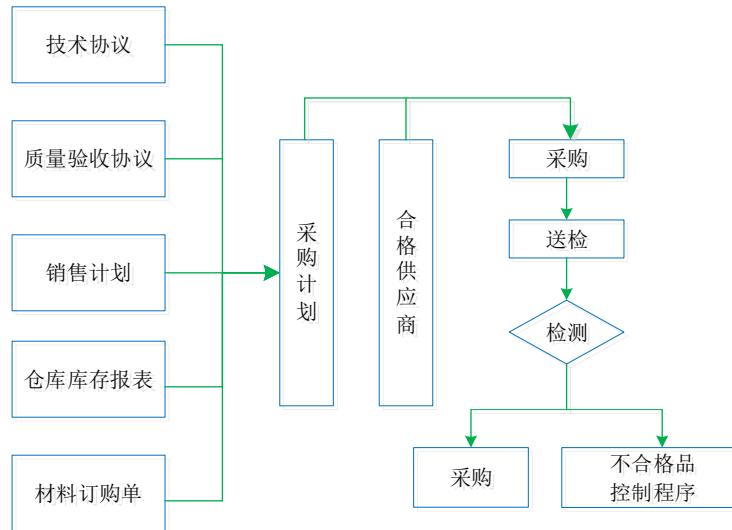 技术协议
质量验收协议
销售计划
仓库库存报表
材料订购单
采购计划
合格供应商
采购
送检
检测
采购
不合格品
控制程序